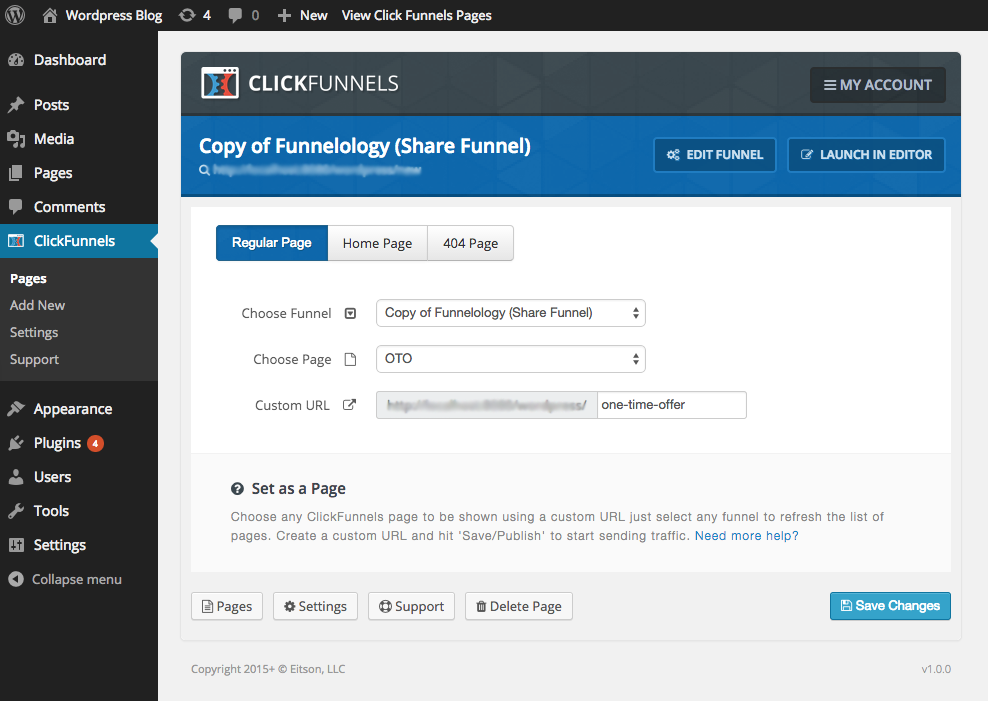 Wordpress Blog 4 0 New View Click Funnels Pages
Dashboard
Posts
Media
Pages
Comments
ClickFunnels
Pages
Add New
Settings
Support
Appearance
Plugins 4
Users
Tools
Settings
Collapse menu
CLICKFUNNELS
MY ACCOUNT
Copy of Funnelology (Share Funnel)
EDIT FUNNEL
LAUNCH IN EDITOR
Regular Page Home Page 404 Page
Choose Funnel Copy of Funnelology (Share Funnel)
Choose Page OTO
Custom URL one-time-offer
Set as a Page
Choose any ClickFunnels page to be shown using a custom URL just select any funnel to refresh the list of
pages. Create a custom URL and hit 'Save/Publish' to start sending traffic. Need more help?
Pages Settings Support Delete Page Save Changes
Copyright 2015+ © Eitson, LLC v1.0.0